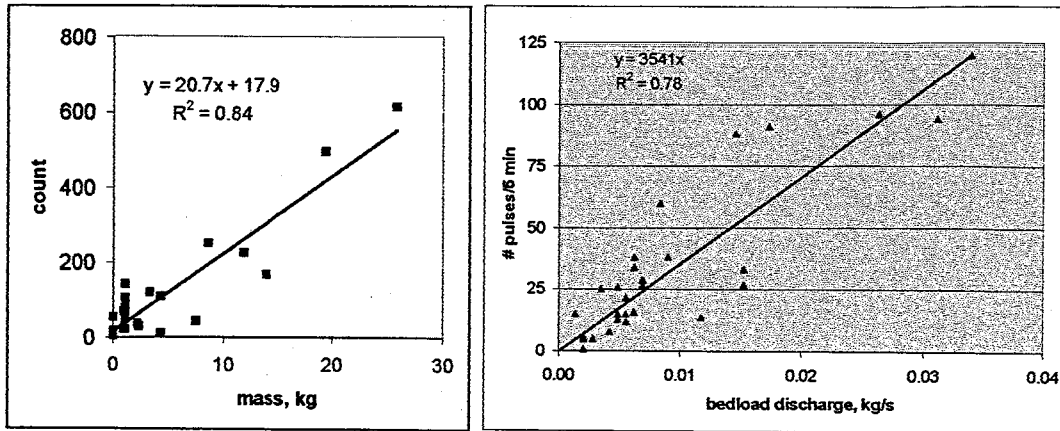 800
600
400
200
0
count
y = 20.7x + 17.9
R² = 0.84
0 10 20 30
mass, kg
125
100
75
50
25
0
# pulses/5 min
y = 3541x
R² = 0.78
0.00 0.01 0.02 0.03 0.04
bedload discharge, kg/s